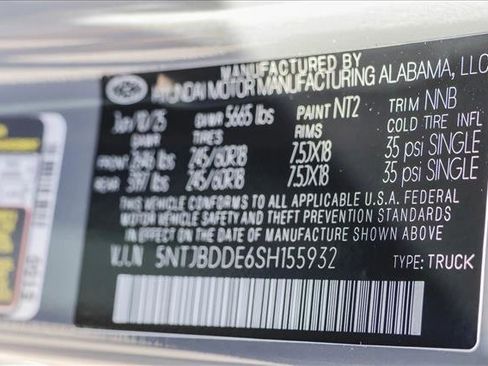 MANUFACTURED BY
HYUNDAI MOTOR MANUFACTURING ALABAMA, LLC
Jan/10/25 GVWR 5665 lbs PAINT NT2 TRIM NNB
GAWR TIRES RIMS COLD TIRE INFL
FRONT lbs 245/60R18 7.5JX18 35 psi SINGLE
REAR lbs 245/60R18 7.5JX18 35 psi SINGLE
THIS VEHICLE CONFORMS TO ALL APPLICABLE U.S.A. FEDERAL
MOTOR VEHICLE SAFETY AND THEFT PREVENTION STANDARDS
IN EFFECT ON THE DATE OF MANUFACTURE SHOWN ABOVE.
V.I.N 5NTJBDDE6SH155932 TYPE: TRUCK